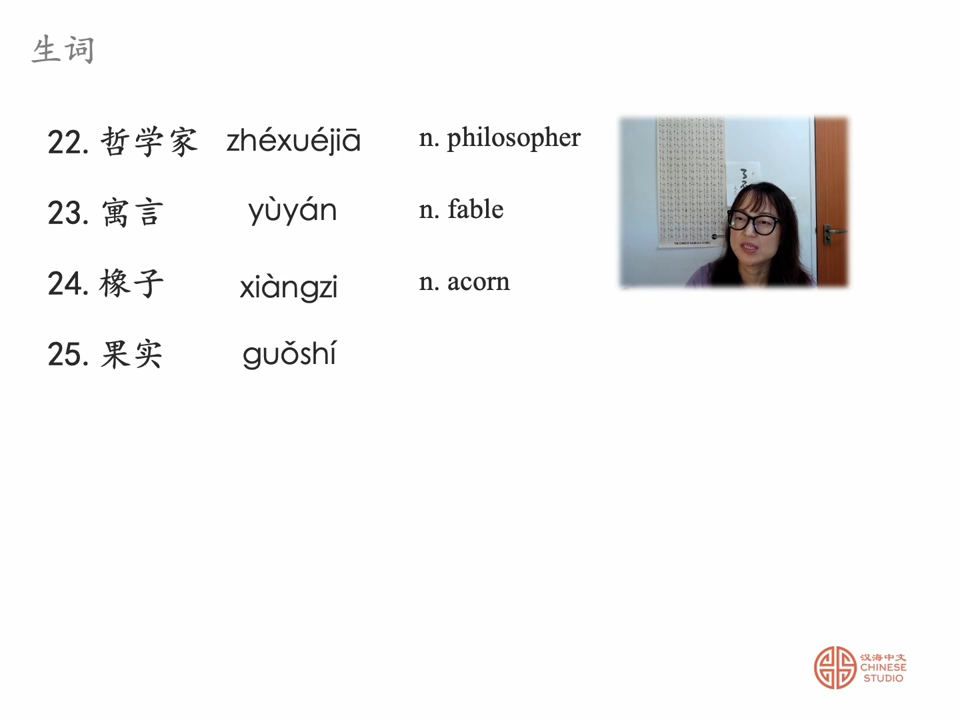 生词
22. 哲学家 zhéxuéjiā n. philosopher
23. 寓言 yùyán n. fable
24. 橡子 xiàngzi n. acorn
25. 果实 guǒshí
汉海中文
CHINESE
STUDIO